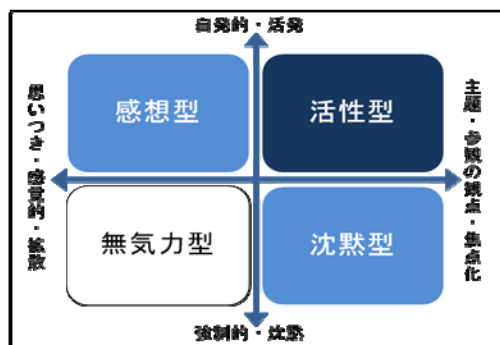 自発的・活発
思いつき・感覚的・拡散
感想型
活性型
主題・参観の観点・焦点化
無気力型
沈黙型
強制的・沈黙